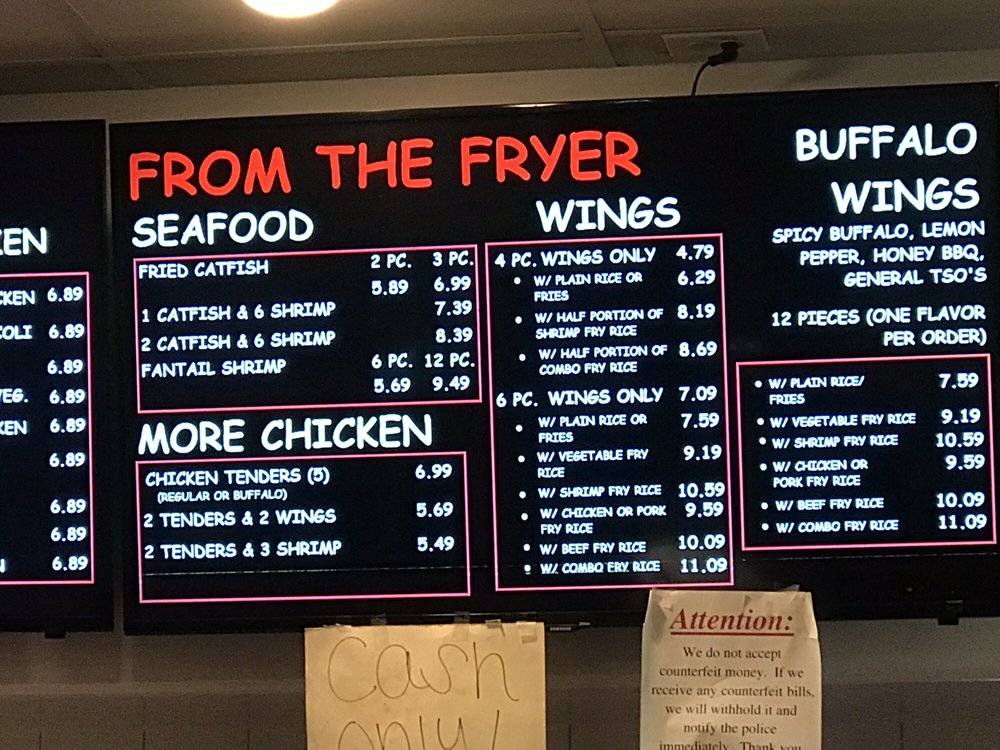 KEN
CKEN 6.89
COLI 6.89
6.89
VEG. 6.89
KEN 6.89
6.89
6.89
6.89
6.89
FROM THE FRYER
SEAFOOD
FRIED CATFISH 2 PC. 3 PC.
5.89 6.99
1 CATFISH & 6 SHRIMP 7.39
2 CATFISH & 6 SHRIMP 8.39
FANTAIL SHRIMP 6 PC. 12 PC.
5.69 9.49
MORE CHICKEN
CHICKEN TENDERS (5) 6.99
(REGULAR OR BUFFALO)
2 TENDERS & 2 WINGS 5.69
2 TENDERS & 3 SHRIMP 5.49
WINGS
4 PC. WINGS ONLY 4.79
• W/ PLAIN RICE OR 6.29
FRIES
• W/ HALF PORTION OF 8.19
SHRIMP FRY RICE
• W/ HALF PORTION OF 8.69
COMBO FRY RICE
6 PC. WINGS ONLY 7.09
• W/ PLAIN RICE OR 7.59
FRIES
• W/ VEGETABLE FRY 9.19
RICE
• W/ SHRIMP FRY RICE 10.59
• W/ CHICKEN OR PORK 9.59
FRY RICE
• W/ BEEF FRY RICE 10.09
• W/ COMBO FRY RICE 11.09
BUFFALO
WINGS
SPICY BUFFALO, LEMON
PEPPER, HONEY BBQ,
GENERAL TSO'S
12 PIECES (ONE FLAVOR
PER ORDER)
• W/ PLAIN RICE/ 7.59
FRIES
• W/ VEGETABLE FRY RICE 9.19
• W/ SHRIMP FRY RICE 10.59
• W/ CHICKEN OR 9.59
PORK FRY RICE
• W/ BEEF FRY RICE 10.09
• W/ COMBO FRY RICE 11.09
SAMSUNG
Cash
only!
Attention:
We do not accept
counterfeit money. If we
receive any counterfeit bills,
we will withhold it and
notify the police
immediately. Thank you